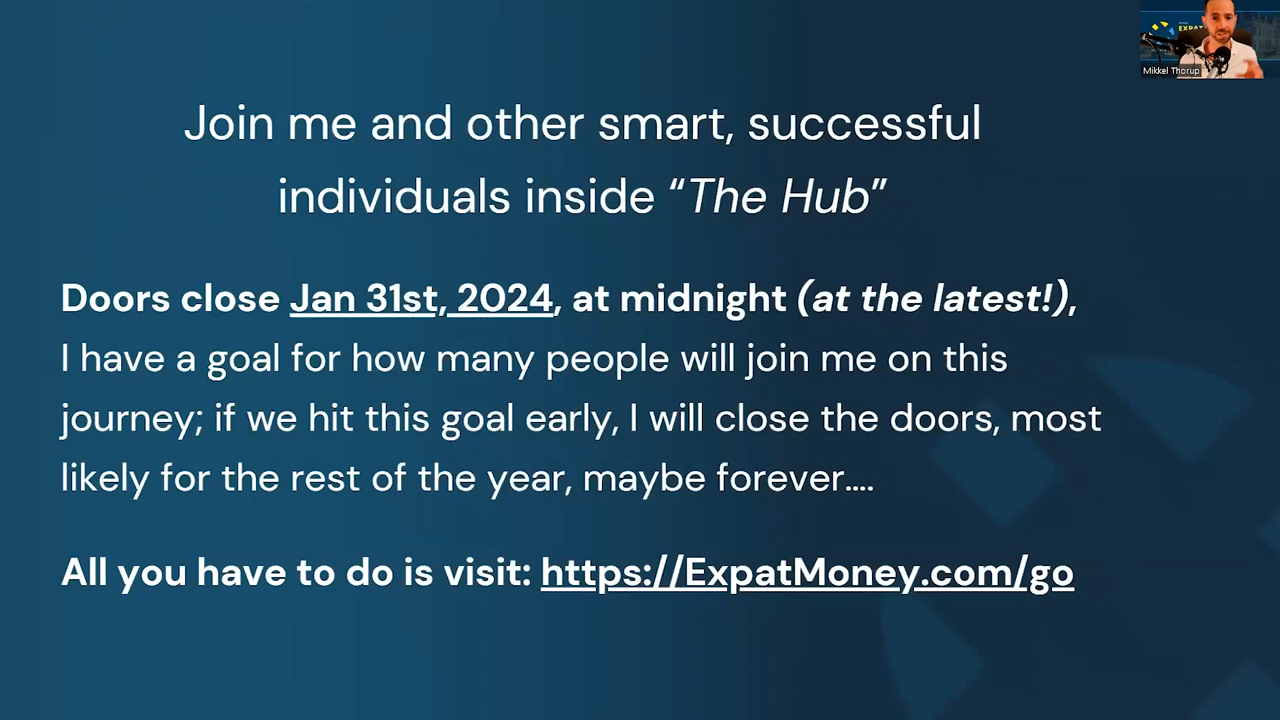 Join me and other smart, successful
individuals inside “The Hub”
Doors close Jan 31st, 2024, at midnight (at the latest!),
I have a goal for how many people will join me on this
journey; if we hit this goal early, I will close the doors, most
likely for the rest of the year, maybe forever....
All you have to do is visit: https://ExpatMoney.com/go
Mikkel Thorup